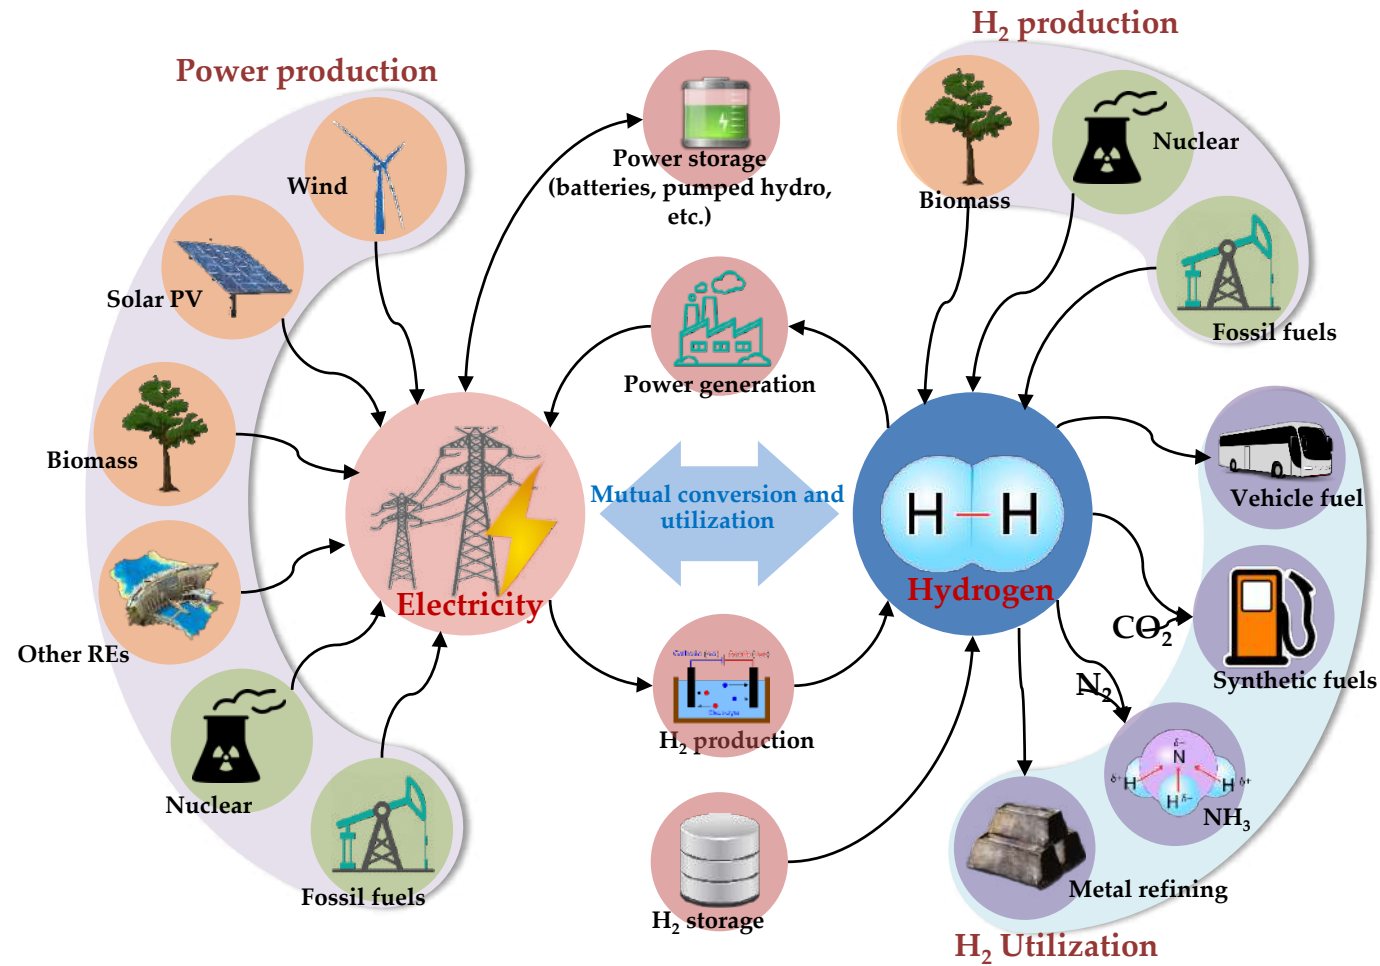 H₂ production
Power production
Wind
Solar PV
Biomass
Other REs
Nuclear
Fossil fuels
Electricity
Power storage
(batteries, pumped hydro,
etc.)
Power generation
Mutual conversion and
utilization
H₂ production
H₂ storage
Biomass
Nuclear
Fossil fuels
H
H
Hydrogen
Vehicle fuel
CO₂
Synthetic fuels
N₂
δ−
N
δ+
H
H
δ+
H
δ−
NH₃
Metal refining
H₂ Utilization